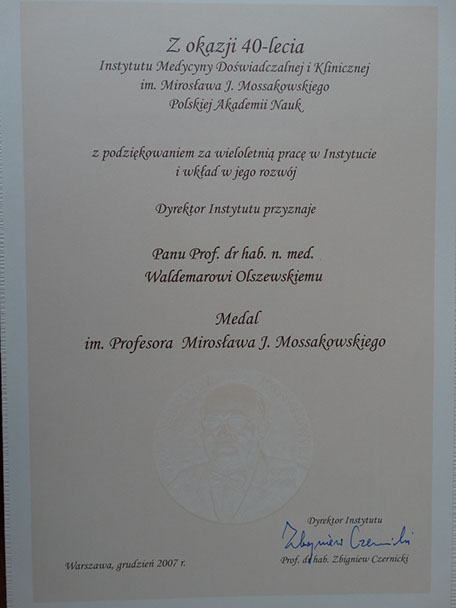 Z okazji 40-lecia
Instytutu Medycyny Doświadczalnej i Klinicznej
im. Mirosława J. Mossakowskiego
Polskiej Akademii Nauk
z podziękowaniem za wieloletnią pracę w Instytucie
i wkład w jego rozwój
Dyrektor Instytutu przyznaje
Panu Prof. dr hab. n. med.
Waldemarowi Olszewskiemu
Medal
im. Profesora Mirosława J. Mossakowskiego
Dyrektor Instytutu
Zbigniew Czernicki
Prof. dr hab. Zbigniew Czernicki
Warszawa, grudzień 2007 r.